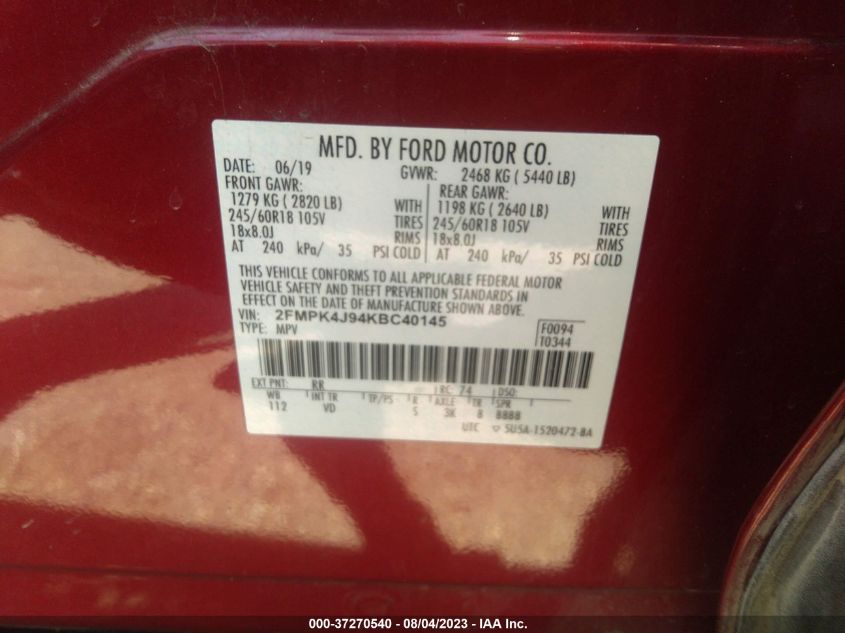 MFD. BY FORD MOTOR CO.
DATE: 06/19 GVWR: 2468 KG ( 5440 LB)
FRONT GAWR: REAR GAWR:
1279 KG ( 2820 LB) WITH 1198 KG ( 2640 LB) WITH
245/60R18 105V TIRES 245/60R18 105V TIRES
18x8.0J RIMS 18x8.0J RIMS
AT 240 kPa/ 35 PSI COLD AT 240 kPa/ 35 PSI COLD
THIS VEHICLE CONFORMS TO ALL APPLICABLE FEDERAL MOTOR
VEHICLE SAFETY AND THEFT PREVENTION STANDARDS IN
EFFECT ON THE DATE OF MANUFACTURE SHOWN ABOVE.
VIN: 2FMPK4J94KBC40145 F0094
TYPE: MPV T0344
EXT PNT: RR RC: 74 DSO:
WB INT TR TP/PS R AXLE TR SPR
112 VD 5 3K 8 8888
UTC ▽ 5U5A-1520472-BA
000-37270540 - 08/04/2023 - IAA Inc.